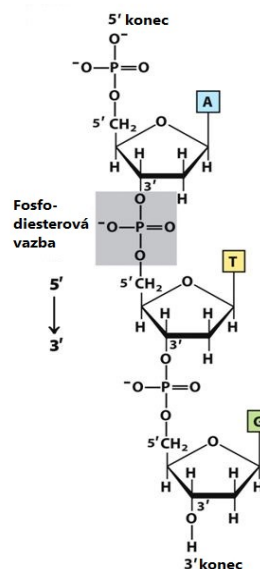 5′ konec
O⁻
⁻O—P=O
O
5′CH₂
O
A
H H H H
3′
Fosfo-
diesterová
vazba
O
⁻O—P=O
O
5′
3′
5′CH₂
O
T
H H H H
3′
O
⁻O—P=O
O
5′CH₂
O
G
H H H H
3′
O
H
3′konec